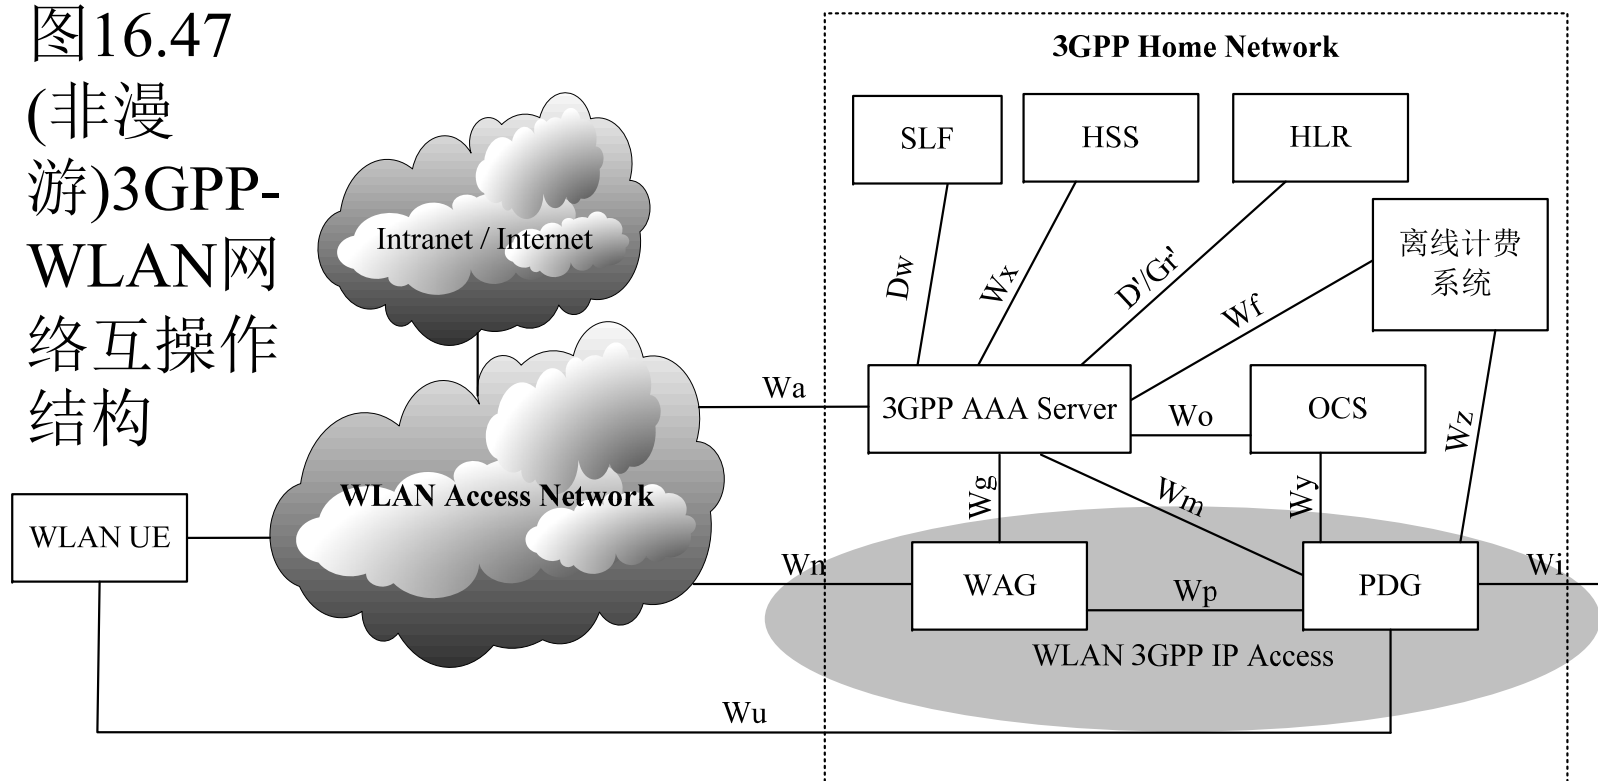 图16.47
(非漫
游)3GPP-
WLAN网
络互操作
结构
3GPP Home Network
SLF
HSS
HLR
离线计费
系统
Intranet / Internet
Dw
Wx
D'/Gr'
Wf
Wa
3GPP AAA Server
Wo
OCS
Wz
WLAN Access Network
Wg
Wm
Wy
WLAN UE
Wn
WAG
Wp
PDG
Wi
WLAN 3GPP IP Access
Wu